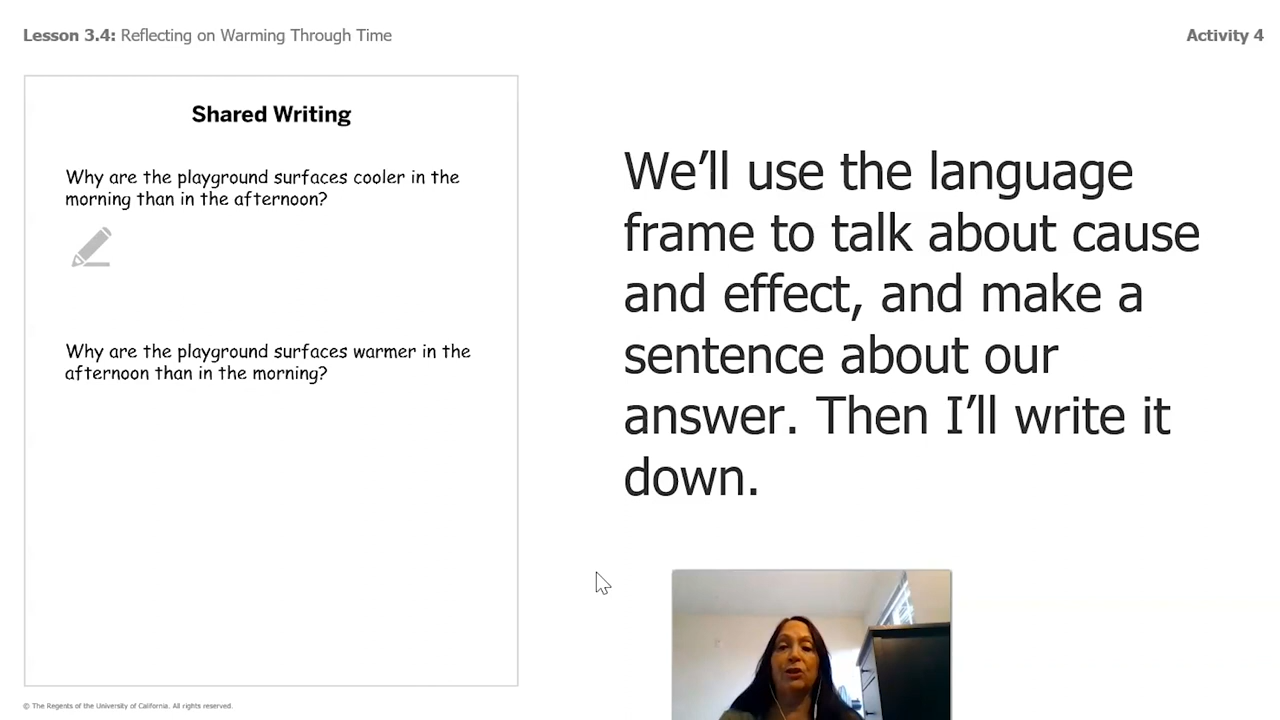 Lesson 3.4: Reflecting on Warming Through Time
Activity 4
Shared Writing
Why are the playground surfaces cooler in the
morning than in the afternoon?
Why are the playground surfaces warmer in the
afternoon than in the morning?
We’ll use the language
frame to talk about cause
and effect, and make a
sentence about our
answer. Then I’ll write it
down.
© The Regents of the University of California. All rights reserved.